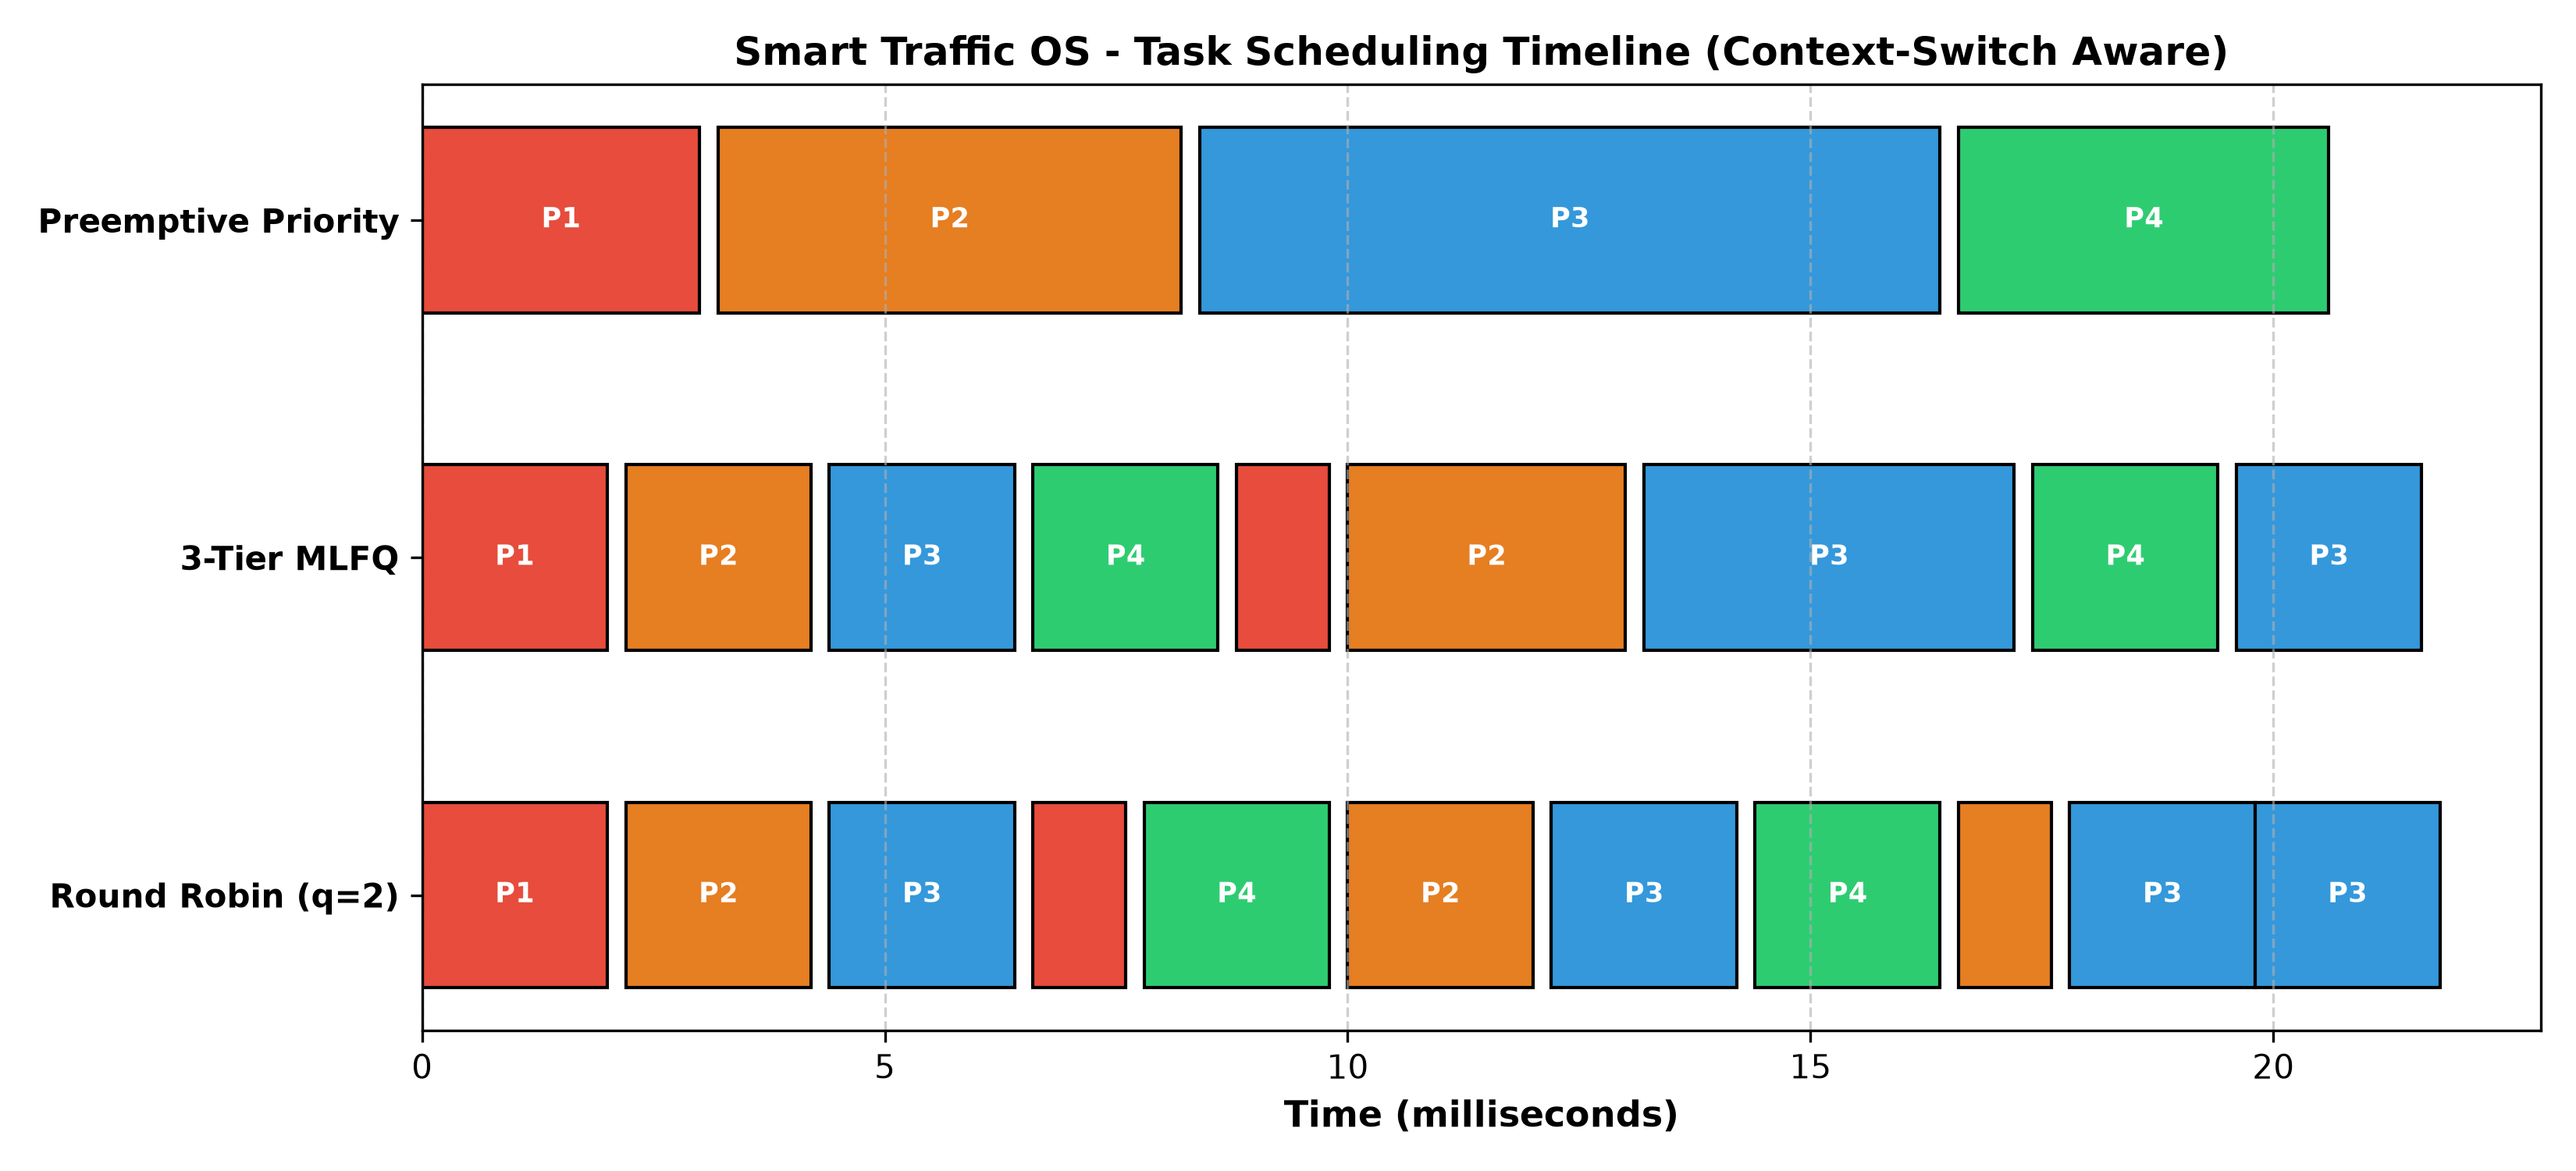 Smart Traffic OS - Task Scheduling Timeline (Context-Switch Aware)
Preemptive Priority
P1 P2 P3 P4
3-Tier MLFQ
P1 P2 P3 P4 P2 P3 P4 P3
Round Robin (q=2)
P1 P2 P3 P4 P2 P3 P4 P3 P3
0 5 10 15 20
Time (milliseconds)